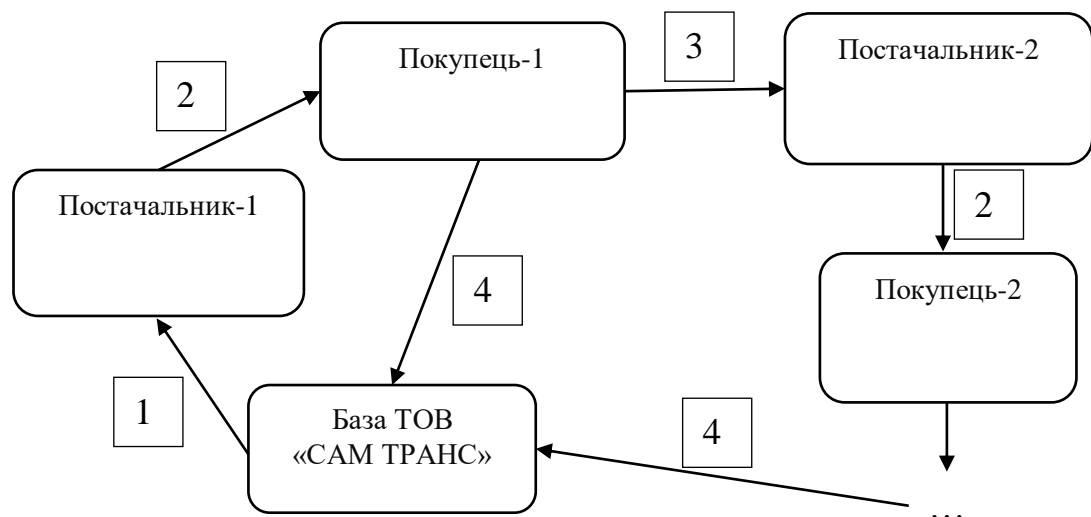 Покупець-1
3
Постачальник-2
2
Постачальник-1
2
Покупець-2
4
1
База ТОВ
«САМ ТРАНС»
4
...